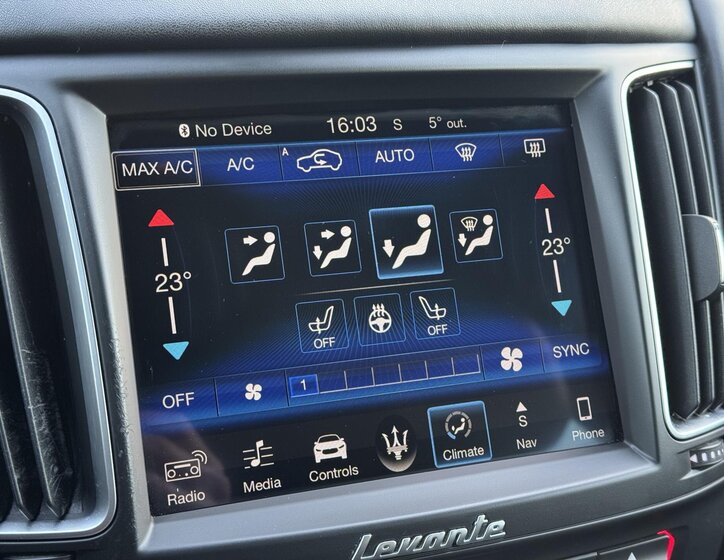 No Device 16:03 S 5° out.
MAX A/C A/C A AUTO
23° 23°
OFF OFF
OFF 1 SYNC
Radio Media Controls Climate S Nav Phone
Levante